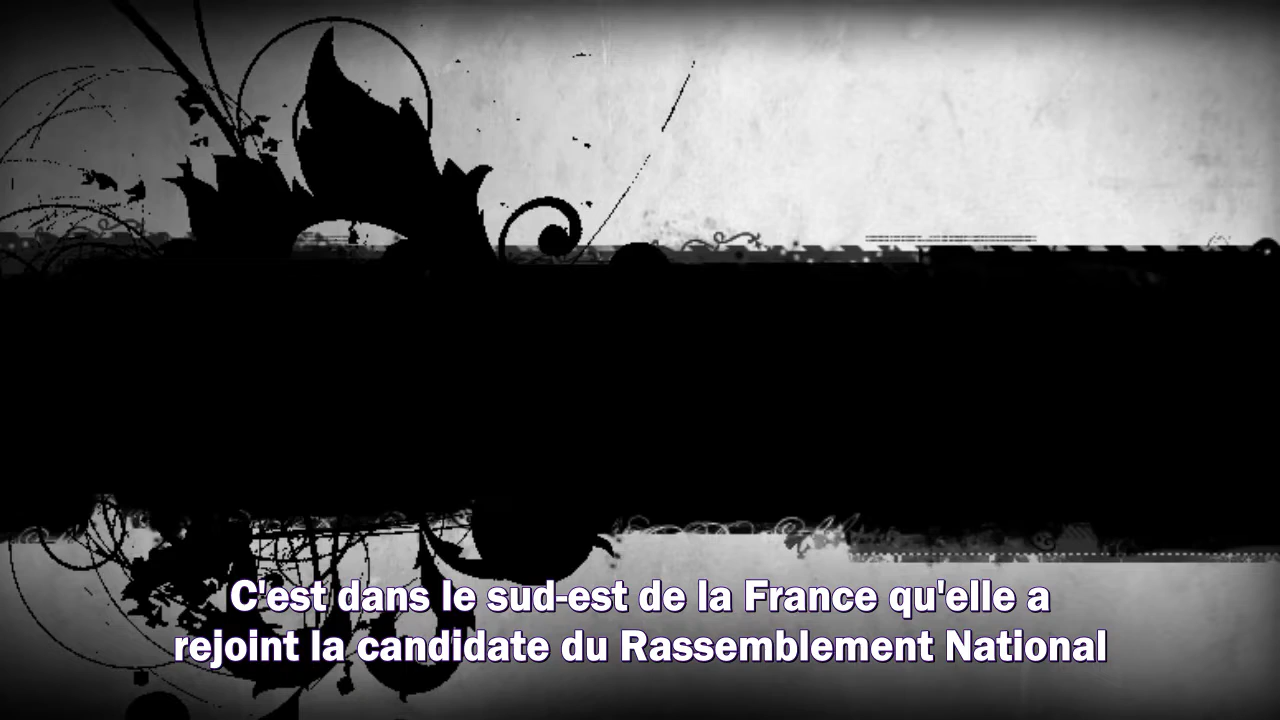 C'est dans le sud-est de la France qu'elle a
rejoint la candidate du Rassemblement National